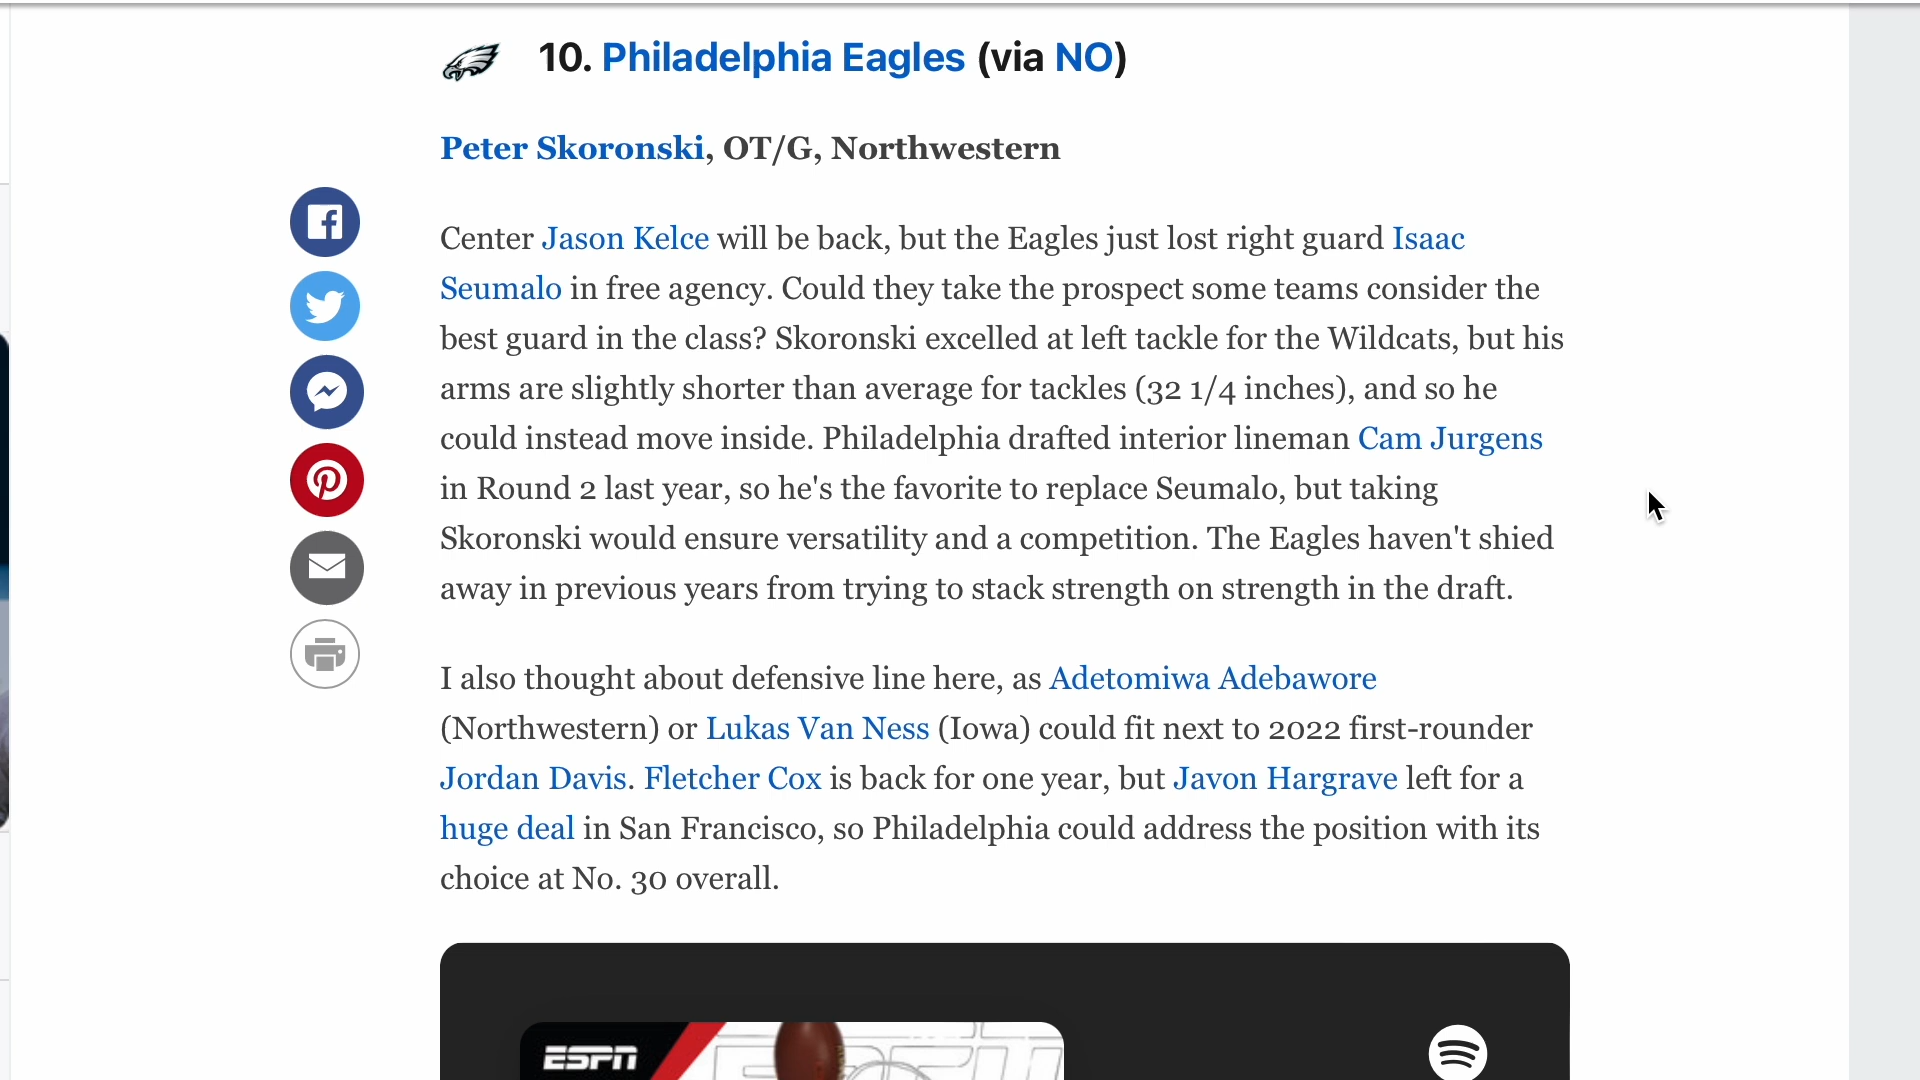 10. Philadelphia Eagles (via NO)
Peter Skoronski, OT/G, Northwestern
Center Jason Kelce will be back, but the Eagles just lost right guard Isaac
Seumalo in free agency. Could they take the prospect some teams consider the
best guard in the class? Skoronski excelled at left tackle for the Wildcats, but his
arms are slightly shorter than average for tackles (32 1/4 inches), and so he
could instead move inside. Philadelphia drafted interior lineman Cam Jurgens
in Round 2 last year, so he's the favorite to replace Seumalo, but taking
Skoronski would ensure versatility and a competition. The Eagles haven't shied
away in previous years from trying to stack strength on strength in the draft.
I also thought about defensive line here, as Adetomiwa Adebawore
(Northwestern) or Lukas Van Ness (Iowa) could fit next to 2022 first-rounder
Jordan Davis. Fletcher Cox is back for one year, but Javon Hargrave left for a
huge deal in San Francisco, so Philadelphia could address the position with its
choice at No. 30 overall.
ESPN